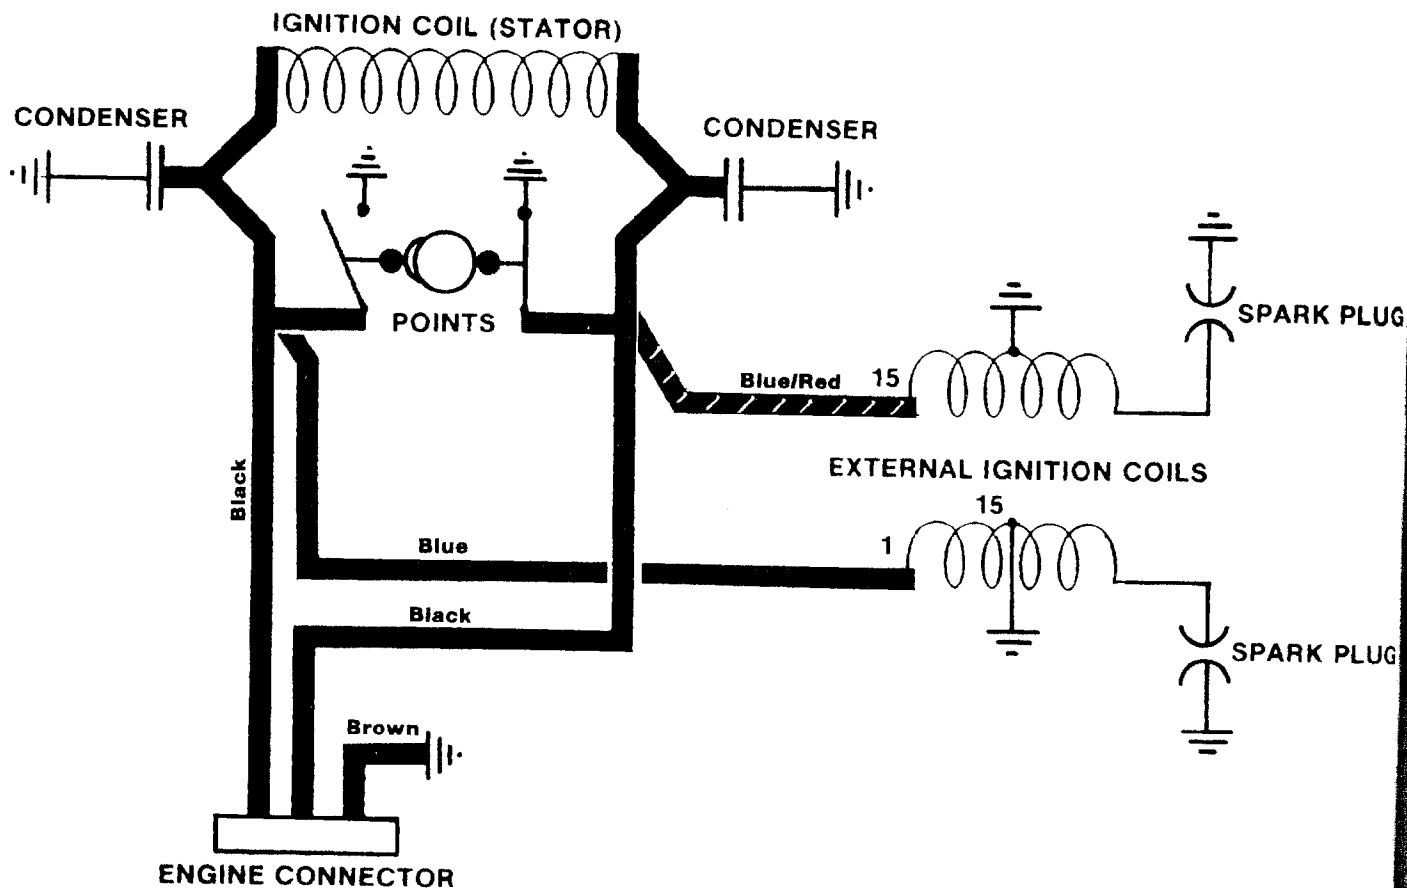 IGNITION COIL (STATOR)
CONDENSER
CONDENSER
POINTS
SPARK PLUG
Blue/Red
15
EXTERNAL IGNITION COILS
15
1
Black
Blue
Black
SPARK PLUG
Brown
ENGINE CONNECTOR